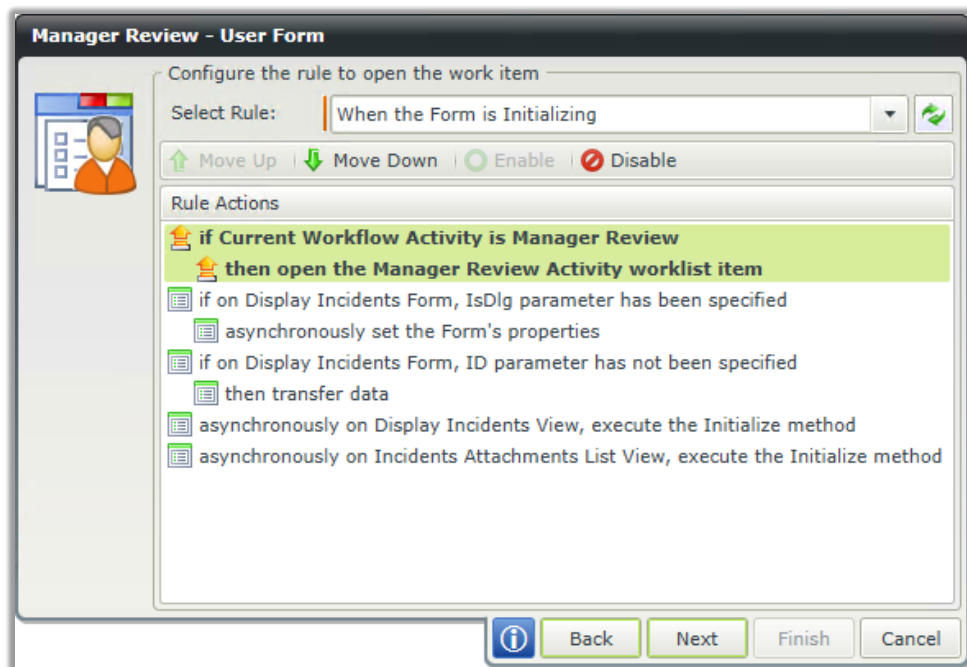 Manager Review - User Form
Configure the rule to open the work item
Select Rule: When the Form is Initializing
Move Up Move Down Enable Disable
Rule Actions
if Current Workflow Activity is Manager Review
then open the Manager Review Activity worklist item
if on Display Incidents Form, IsDlg parameter has been specified
asynchronously set the Form's properties
if on Display Incidents Form, ID parameter has not been specified
then transfer data
asynchronously on Display Incidents View, execute the Initialize method
asynchronously on Incidents Attachments List View, execute the Initialize method
Back Next Finish Cancel